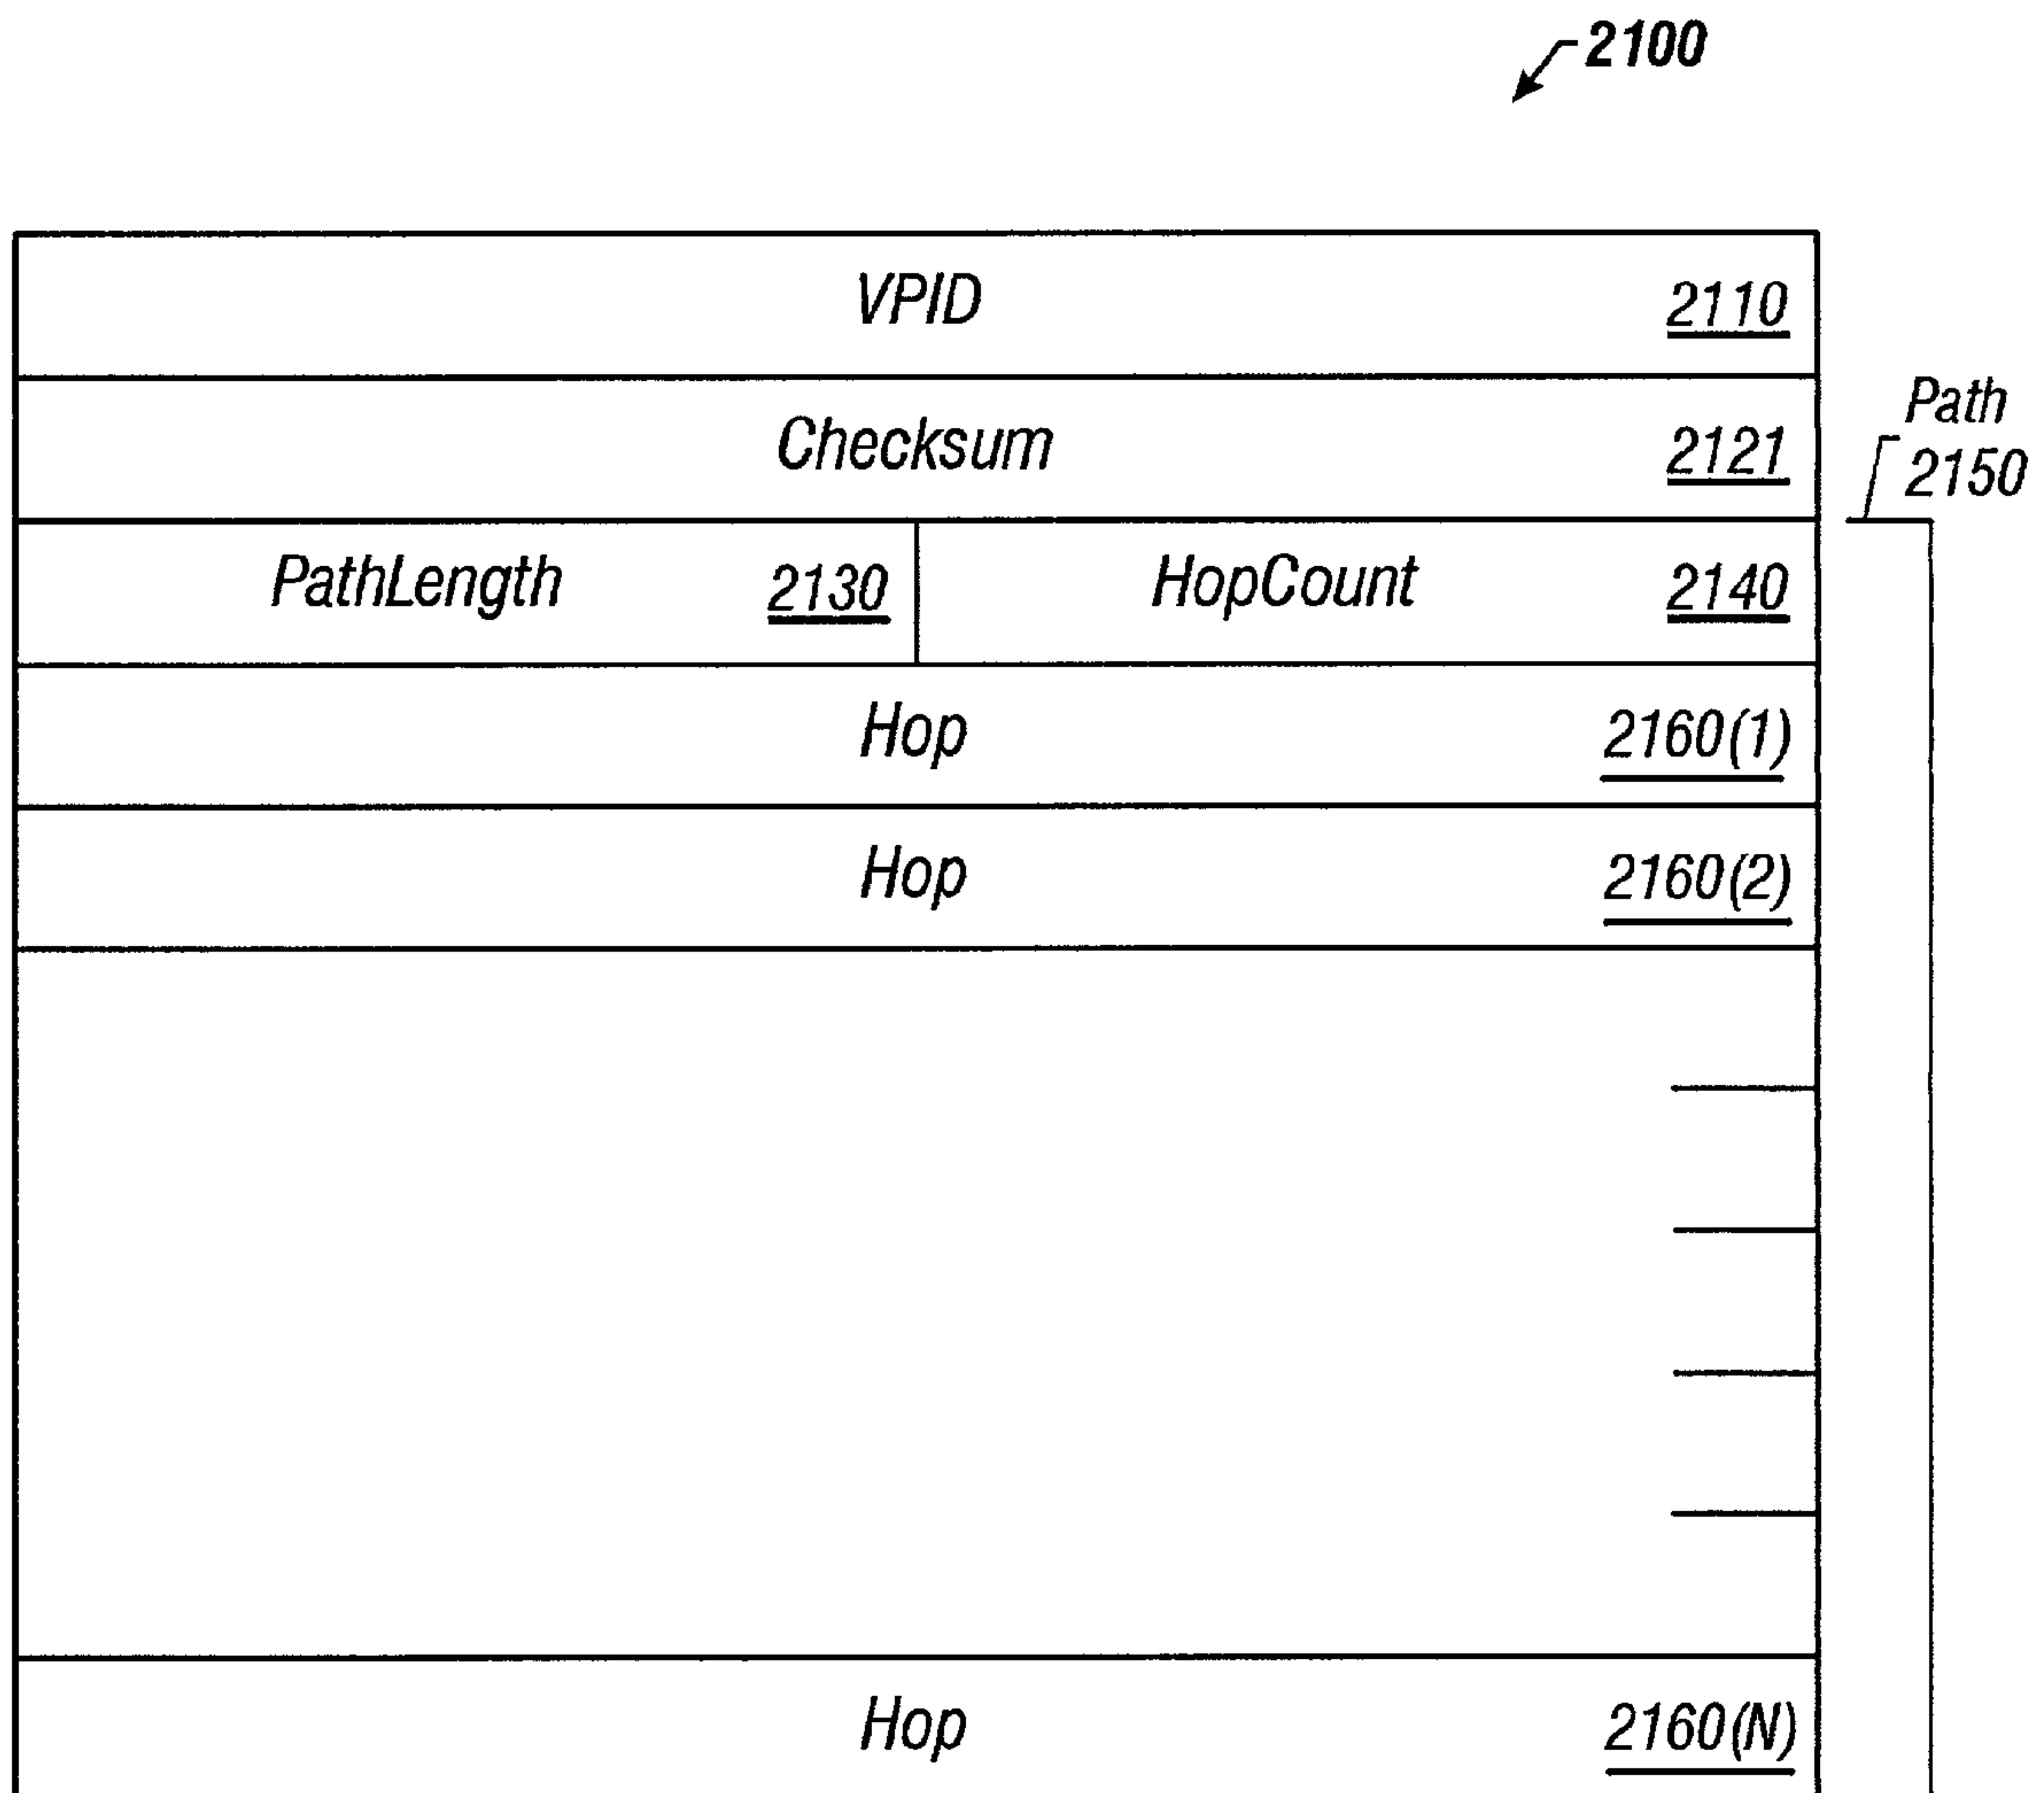 2100
VPID 2110
Checksum 2121
Path
2150
PathLength 2130 HopCount 2140
Hop 2160(1)
Hop 2160(2)
Hop 2160(N)